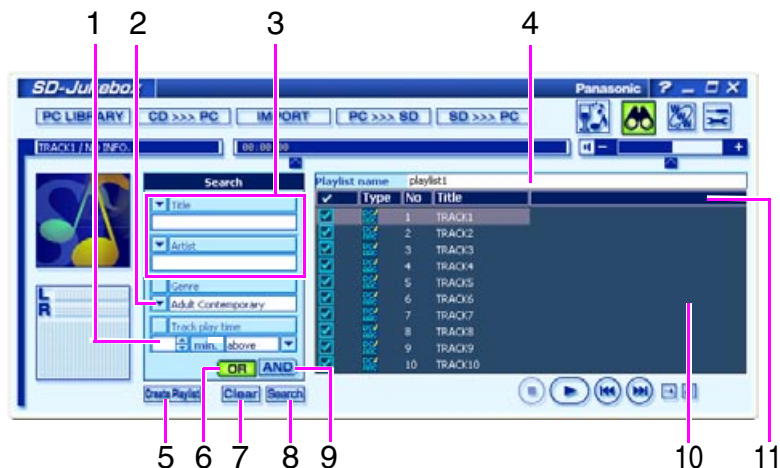 1 2 3 4
SD-Jukebox Panasonic ? – □ X
PC LIBRARY CD >>> PC IMPORT PC >>> SD SD >>> PC
TRACK1 / NO INFO. 00:00:00 – +
Search
Title
Artist
Genre
Adult Contemporary
Track play time
min. above
OR AND
Create Playlist Clear Search
L
R
Playlist name playlist1
Type No Title
1 TRACK1
2 TRACK2
3 TRACK3
4 TRACK4
5 TRACK5
6 TRACK6
7 TRACK7
8 TRACK8
9 TRACK9
10 TRACK10
5 6 7 8 9 10 11